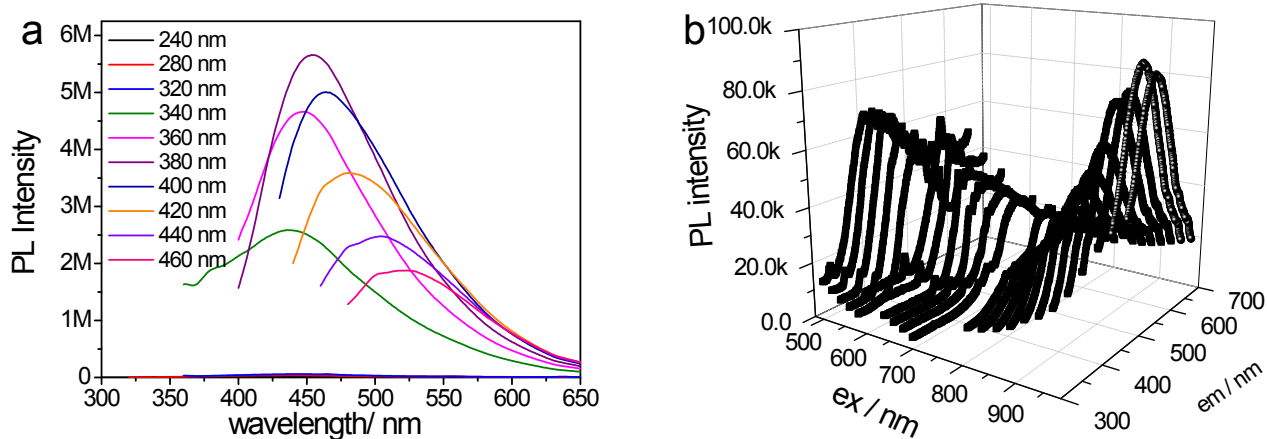 a
6M
5M
4M
3M
2M
1M
0
PL Intensity
240 nm
280 nm
320 nm
340 nm
360 nm
380 nm
400 nm
420 nm
440 nm
460 nm
300 350 400 450 500 550 600 650
wavelength/ nm
b
100.0k
80.0k
60.0k
40.0k
20.0k
0.0
PL intensity
500 600 700 800 900
ex / nm
300 400 500 600 700
em / nm